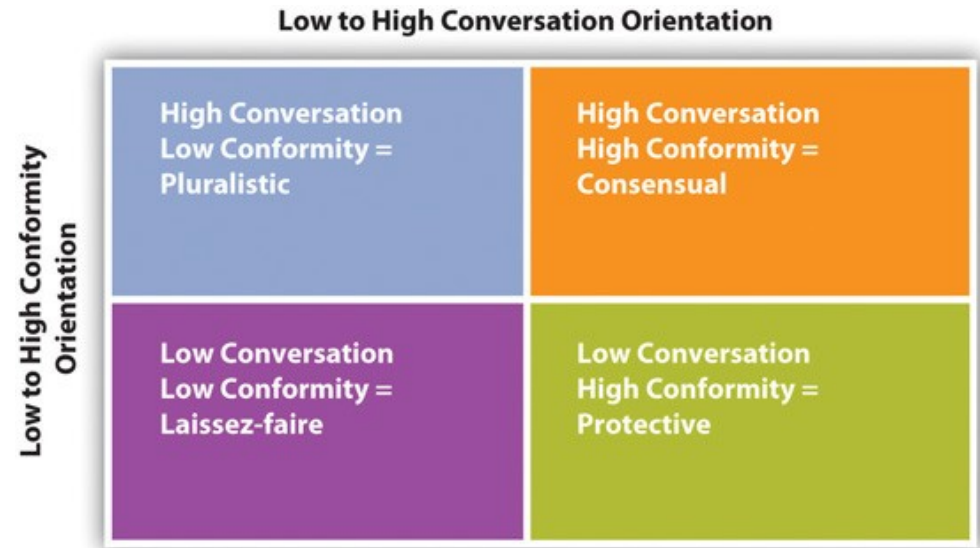 Low to High Conversation Orientation
Low to High Conformity
Orientation
High Conversation
Low Conformity =
Pluralistic
High Conversation
High Conformity =
Consensual
Low Conversation
Low Conformity =
Laissez-faire
Low Conversation
High Conformity =
Protective